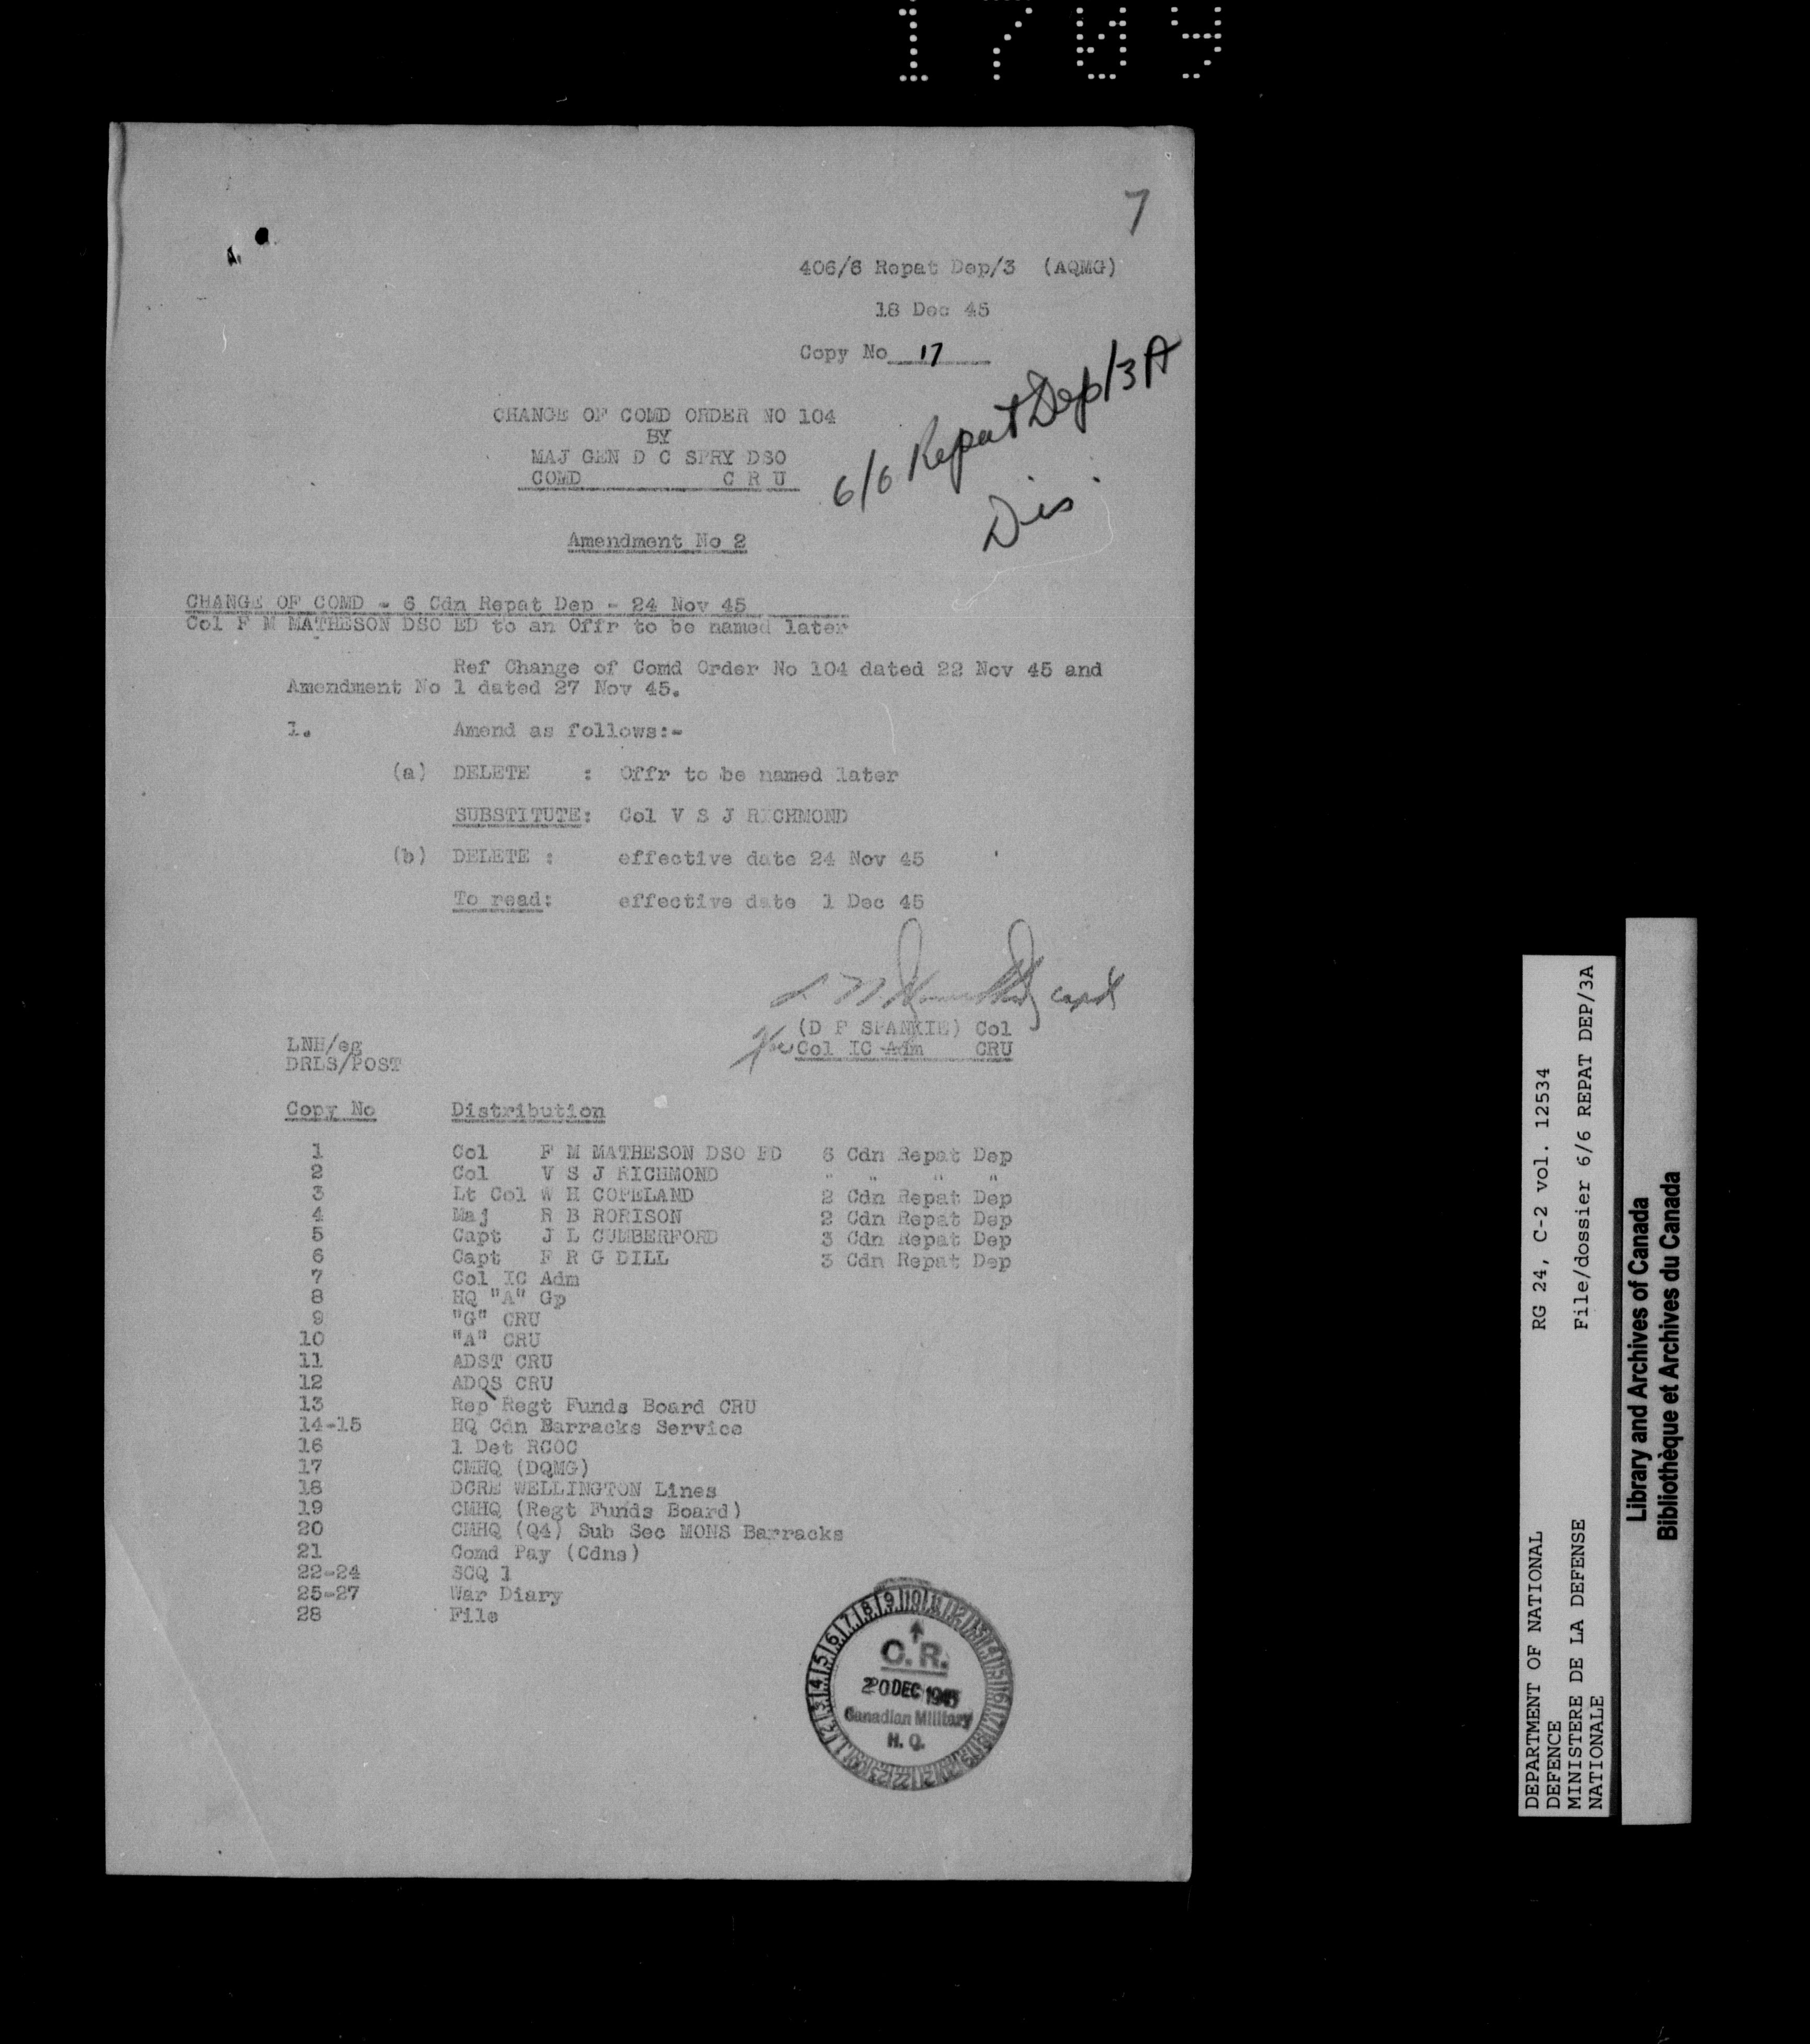 1709
7
406/6 Repat Dep/3 (AQMG)
18 Dec 45
Copy No 17
6/6 Repat Dep/3A
Dis.
CHANGE OF COMD ORDER NO 104
BY
MAJ GEN D C SPRY DSO
COMD C R U
Amendment No 2
CHANGE OF COMD - 6 Cdn Repat Dep - 24 Nov 45
Col F M MATHESON DSO ED to an Offr to be named later
Ref Change of Comd Order No 104 dated 22 Nov 45 and
Amendment No 1 dated 27 Nov 45.
1. Amend as follows:-
(a) DELETE : Offr to be named later
SUBSTITUTE: Col V S J RICHMOND
(b) DELETE : effective date 24 Nov 45
To read: effective date 1 Dec 45
Capt
(D F SPANKIE) Col
for Col IC Adm CRU
LNH/eg
DRLS/POST
Copy No Distribution
1 Col F M MATHESON DSO ED 6 Cdn Repat Dep
2 Col V S J RICHMOND " " " "
3 Lt Col W H COPELAND 2 Cdn Repat Dep
4 Maj R B RORISON 2 Cdn Repat Dep
5 Capt J L CUMBERFORD 3 Cdn Repat Dep
6 Capt F R G DILL 3 Cdn Repat Dep
7 Col IC Adm
8 HQ "A" Gp
9 "G" CRU
10 "A" CRU
11 ADST CRU
12 ADOS CRU
13 Rep Regt Funds Board CRU
14-15 HQ Cdn Barracks Service
16 1 Det RCOC
17 CMHQ (DQMG)
18 DCRE WELLINGTON Lines
19 CMHQ (Regt Funds Board)
20 CMHQ (Q4) Sub Sec MONS Barracks
21 Comd Pay (Cdns)
22-24 SCQ 1
25-27 War Diary
28 File
C.R.
20 DEC 1945
Canadian Military
H.Q.
DEPARTMENT OF NATIONAL DEFENCE RG 24, C-2 vol. 12534
MINISTERE DE LA DEFENSE NATIONALE File/dossier 6/6 REPAT DEP/3A
Library and Archives of Canada
Bibliothèque et Archives du Canada